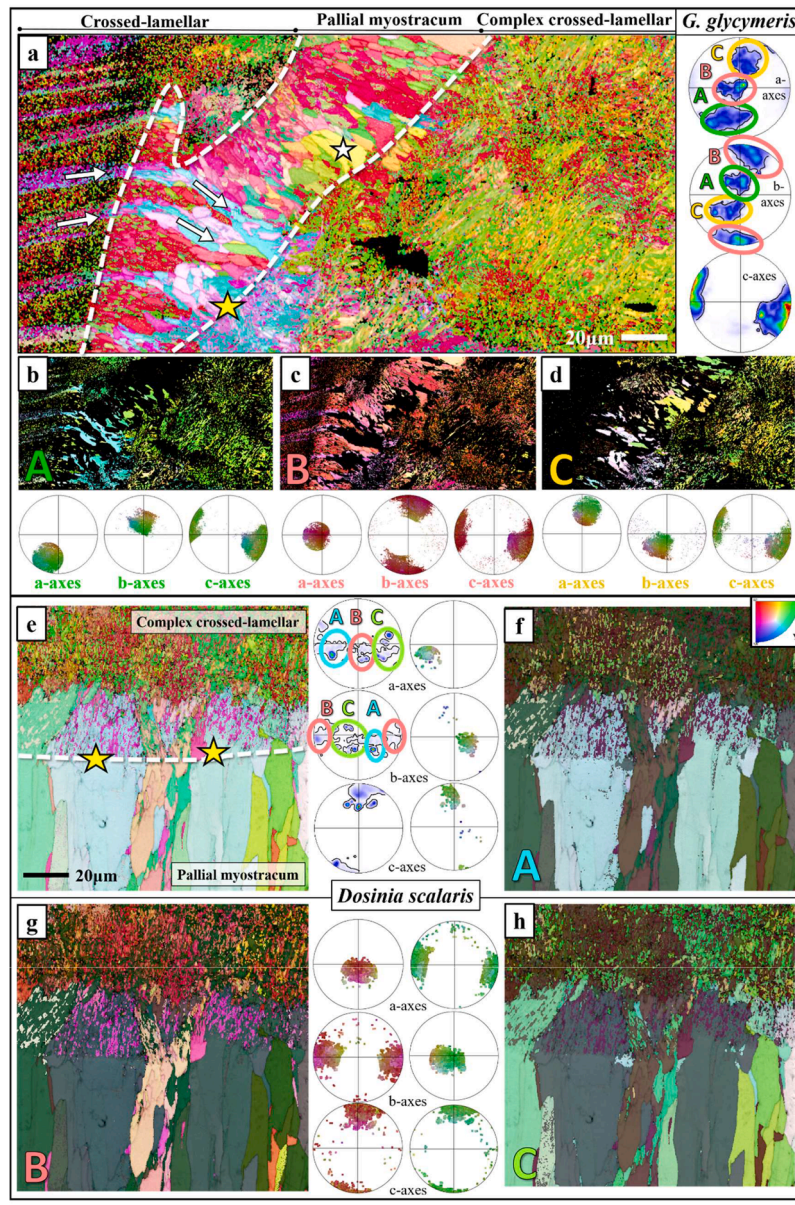 Crossed-lamellar Pallial myostracum Complex crossed-lamellar G. glycymeris
a
20μm
C
B
A
a-
axes
B
A
C
b-
axes
c-axes
b
A
c
B
d
C
a-axes b-axes c-axes a-axes b-axes c-axes a-axes b-axes c-axes
e
Complex crossed-lamellar
20μm
Pallial myostracum
A B C
a-axes
B C A
b-axes
c-axes
f
A
Dosinia scalaris
g
B
a-axes
b-axes
c-axes
h
C